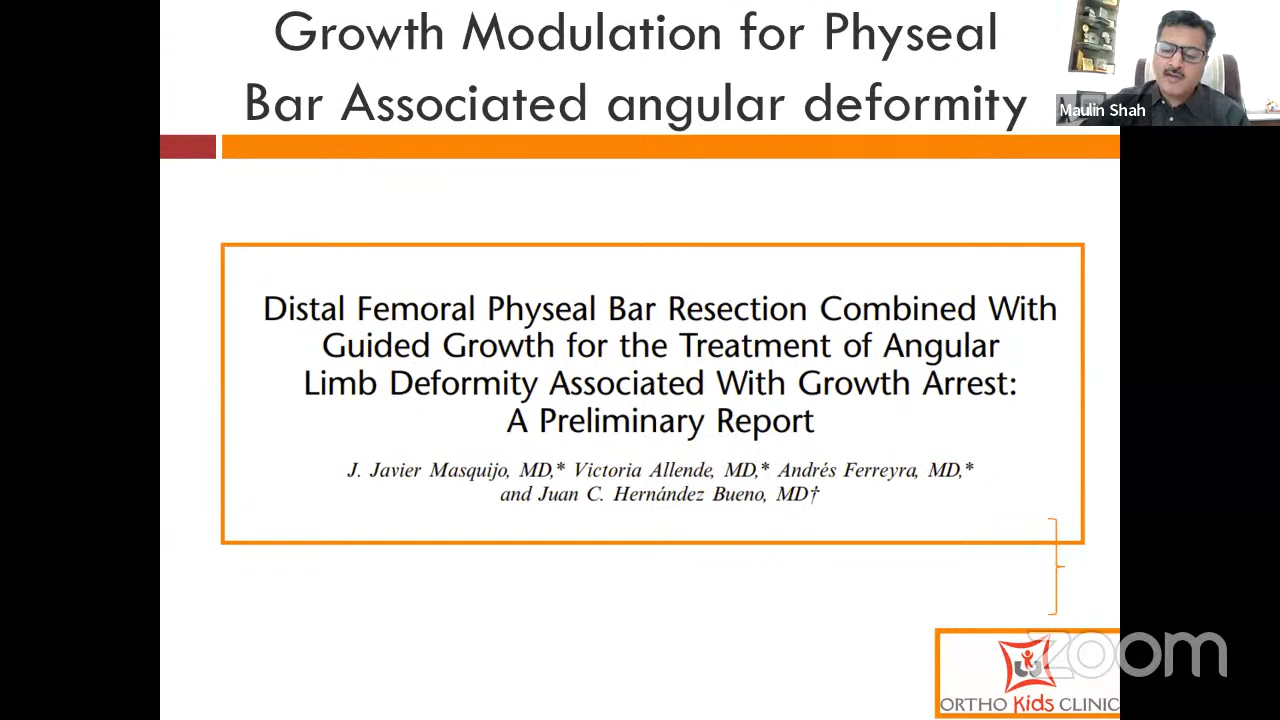 Growth Modulation for Physeal
Bar Associated angular deformity
Maulin Shah
Distal Femoral Physeal Bar Resection Combined With
Guided Growth for the Treatment of Angular
Limb Deformity Associated With Growth Arrest:
A Preliminary Report
J. Javier Masquijo, MD,* Victoria Allende, MD,* Andrés Ferreyra, MD,*
and Juan C. Hernández Bueno, MD†
zoom
ORTHO Kids CLINIC